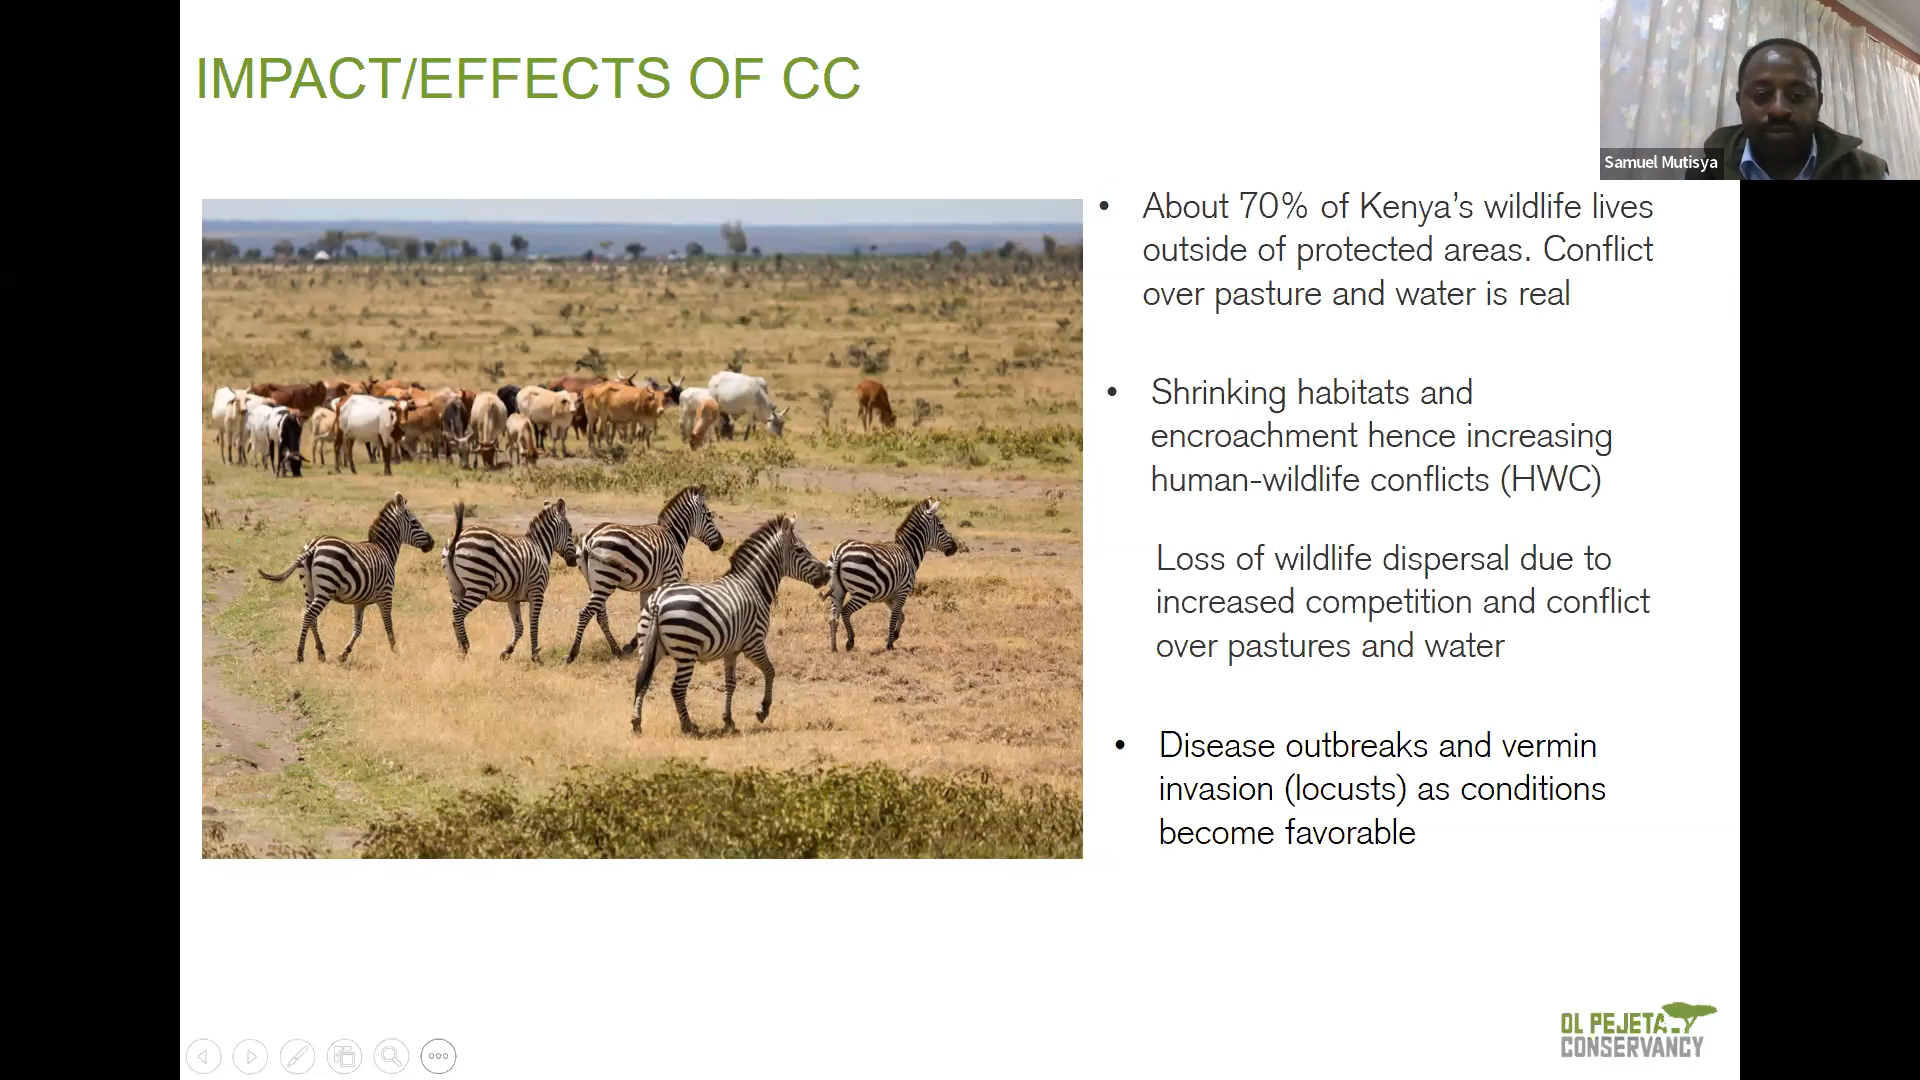 IMPACT/EFFECTS OF CC
Samuel Mutisya
• About 70% of Kenya’s wildlife lives
outside of protected areas. Conflict
over pasture and water is real
• Shrinking habitats and
encroachment hence increasing
human-wildlife conflicts (HWC)
Loss of wildlife dispersal due to
increased competition and conflict
over pastures and water
• Disease outbreaks and vermin
invasion (locusts) as conditions
become favorable
OL PEJETA
CONSERVANCY